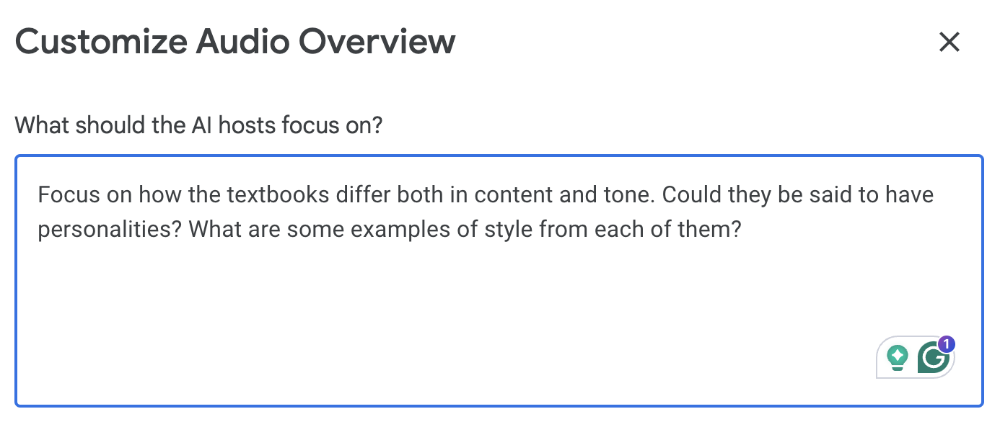 Customize Audio Overview
What should the AI hosts focus on?
Focus on how the textbooks differ both in content and tone. Could they be said to have
personalities? What are some examples of style from each of them?
1